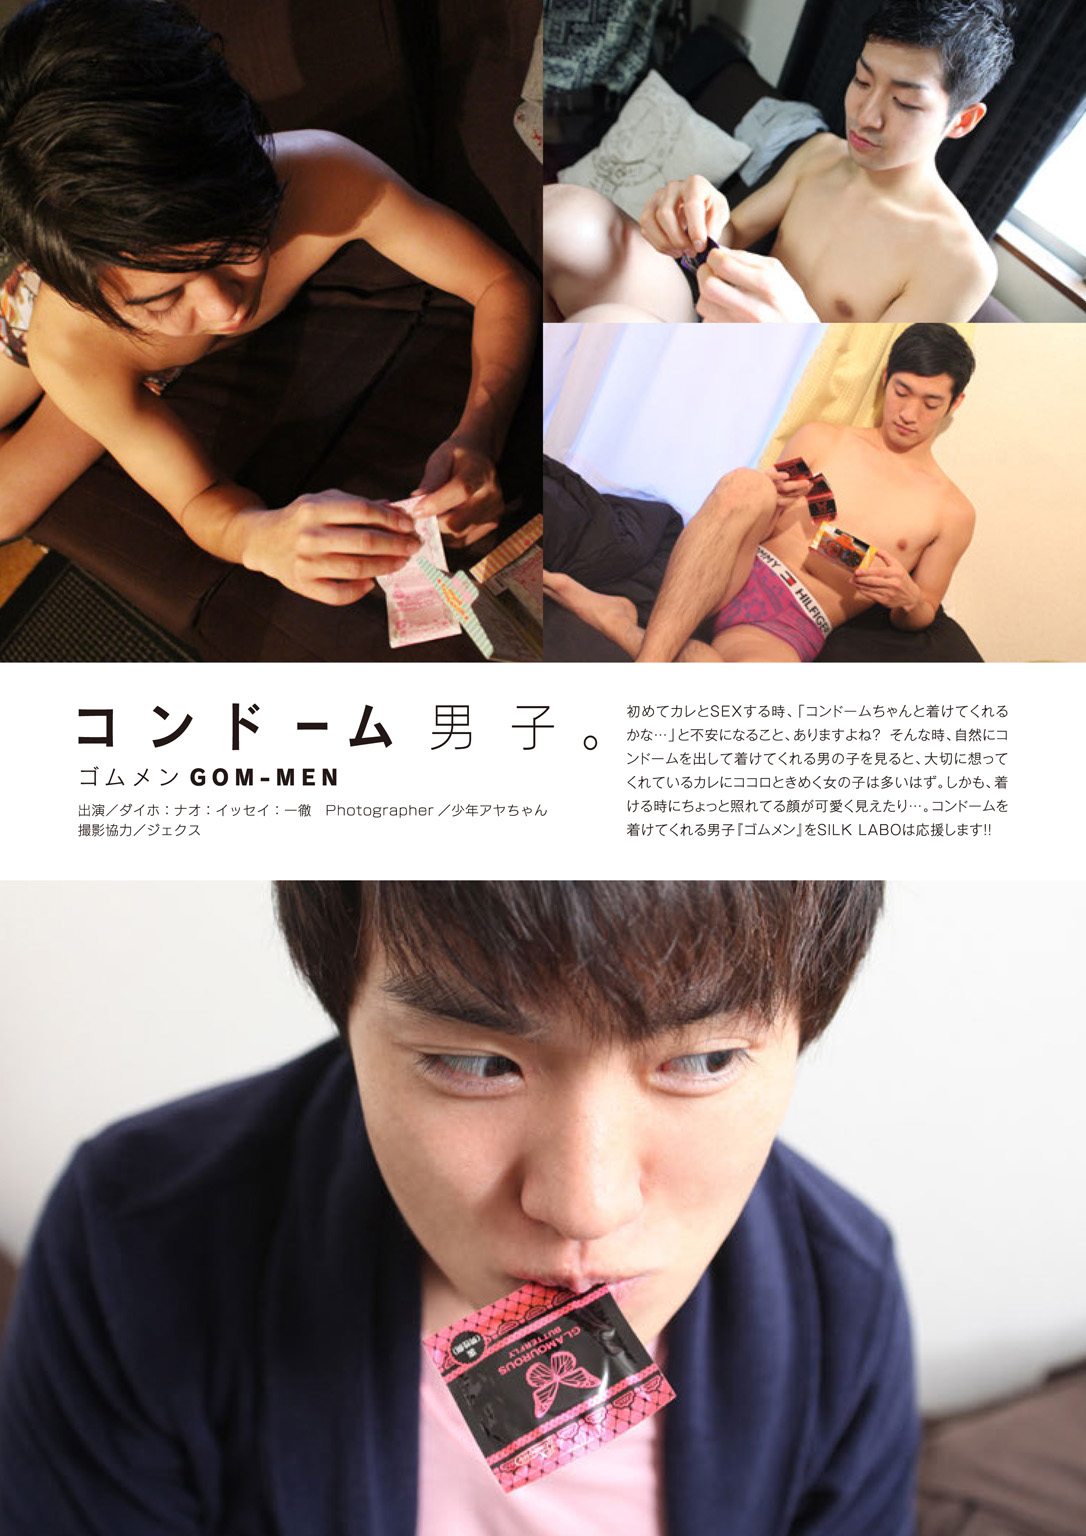 コンドーム男子。
ゴムメン GOM-MEN
出演／ダイホ：ナオ：イッセイ：一徹　Photographer／少年アヤちゃん
撮影協力／ジェクス
初めてカレとSEXする時、「コンドームちゃんと着けてくれる
かな…」と不安になること、ありますよね？ そんな時、自然にコ
ンドームを出して着けてくれる男の子を見ると、大切に想って
くれているカレにココロときめく女の子は多いはず。しかも、着
ける時にちょっと照れてる顔が可愛く見えたり…。コンドームを
着けてくれる男子『ゴムメン』をSILK LABOは応援します!!
TOMMY HILFIGER
GLAMOUROUS
BUTTERFLY